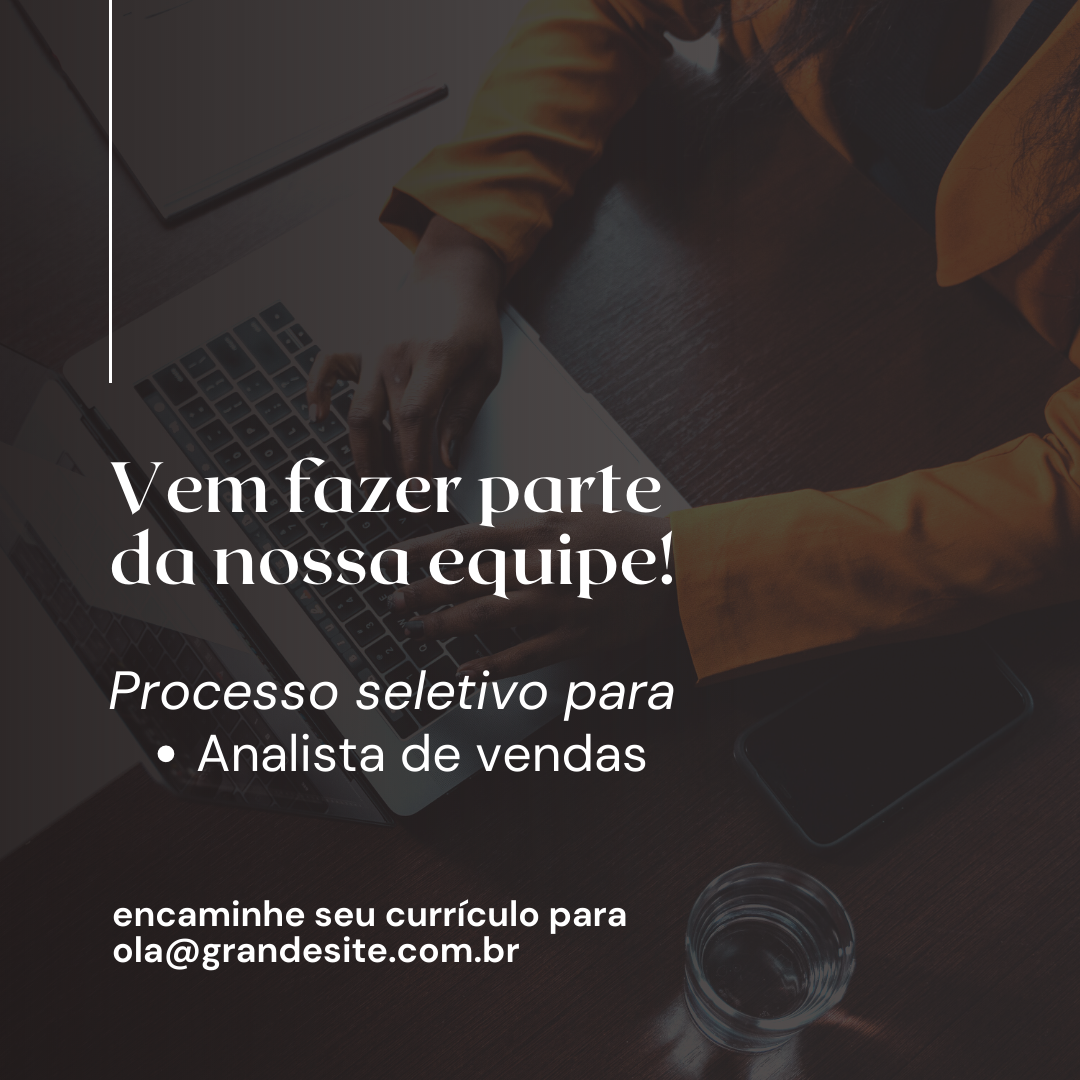 Vem fazer parte
da nossa equipe!
Processo seletivo para
• Analista de vendas
encaminhe seu currículo para
ola@grandesite.com.br